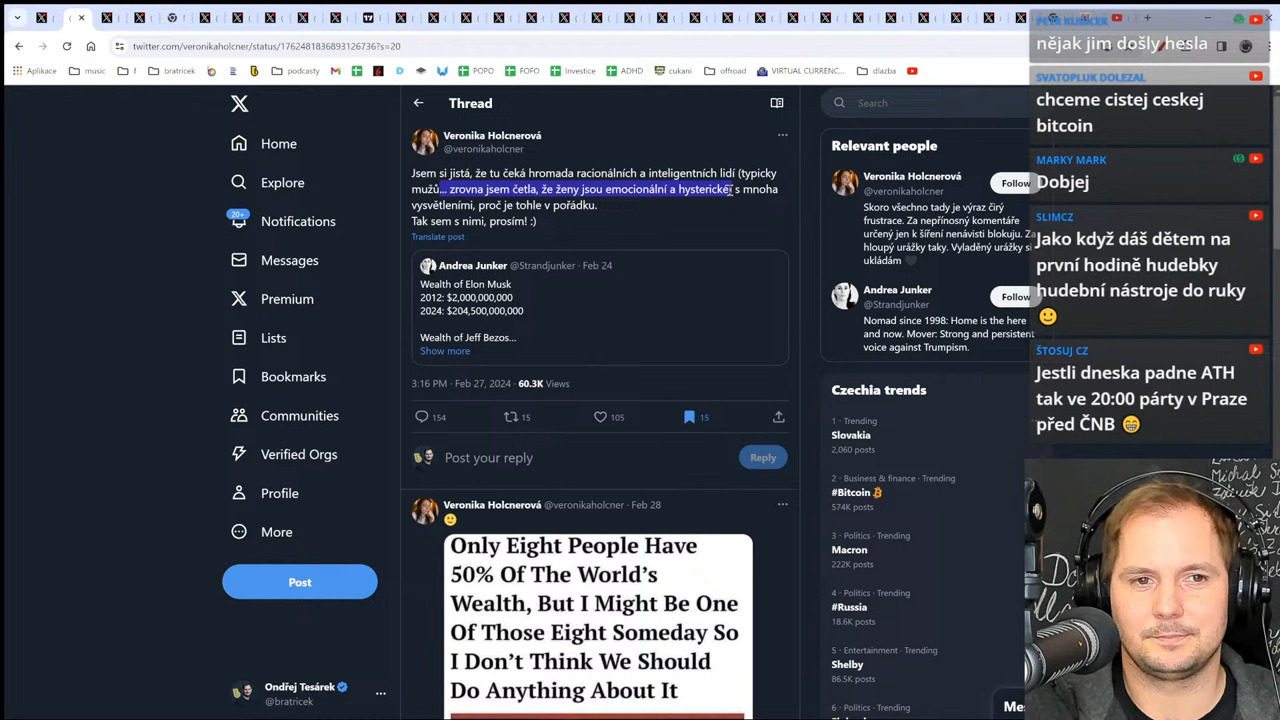 twitter.com/veronikaholcner/status/1762481836893126736?s=20
Aplikace
music
f
bratricek
podcasty
POPO
FOFO
Investice
ADHD
cukani
offroad
VIRTUAL CURRENC...
dlazba
Home
Explore
20+
Notifications
Messages
Premium
Lists
Bookmarks
Communities
Verified Orgs
Profile
More
Post
Ondřej Tesárek
@bratricek
Thread
Veronika Holcnerová
@veronikaholcner
Jsem si jistá, že tu čeká hromada racionálních a inteligentních lidí (typicky
mužů... zrovna jsem četla, že ženy jsou emocionální a hysterické) s mnoha
vysvětleními, proč je tohle v pořádku.
Tak sem s nimi, prosím! :)
Translate post
Andrea Junker @Strandjunker · Feb 24
Wealth of Elon Musk
2012: $2,000,000,000
2024: $204,500,000,000
Wealth of Jeff Bezos...
Show more
3:16 PM · Feb 27, 2024 · 60.3K Views
154
15
105
15
Post your reply
Reply
Veronika Holcnerová @veronikaholcner · Feb 28
Only Eight People Have
50% Of The World's
Wealth, But I Might Be One
Of Those Eight Someday So
I Don't Think We Should
Do Anything About It
Search
Relevant people
Veronika Holcnerová
@veronikaholcner
Follow
Skoro všechno tady je výraz čirý
frustrace. Za nepřínosný komentáře
určený jen k šíření nenávisti blokuju. Za
hloupý urážky taky. Vyladěný urážky si
ukládám
Andrea Junker
@Strandjunker
Follow
Nomad since 1998: Home is the here
and now. Mover: Strong and persistent
voice against Trumpism.
Czechia trends
1 · Trending
Slovakia
2,060 posts
2 · Business & finance · Trending
#Bitcoin
574K posts
3 · Politics · Trending
Macron
222K posts
4 · Politics · Trending
#Russia
18.6K posts
5 · Entertainment · Trending
Shelby
86.5K posts
6 · Politics · Trending
PETR KUBICEK
nějak jim došly hesla
SVATOPLUK DOLEZAL
chceme cistej ceskej
bitcoin
MARKY MARK
Dobjej
SLIMCZ
Jako když dáš dětem na
první hodině hudebky
hudební nástroje do ruky
ŠTOSUJ CZ
Jestli dneska padne ATH
tak ve 20:00 párty v Praze
před ČNB
Michal